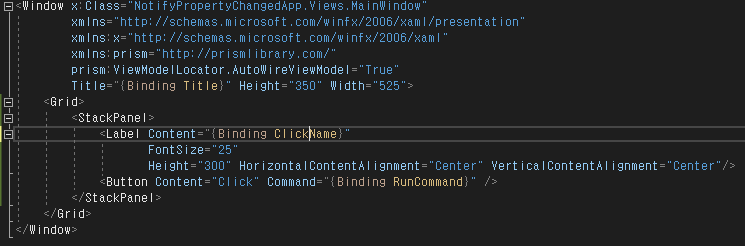 <Window x:Class="NotifyPropertyChangedApp.Views.MainWindow"
xmlns="http://schemas.microsoft.com/winfx/2006/xaml/presentation"
xmlns:x="http://schemas.microsoft.com/winfx/2006/xaml"
xmlns:prism="http://prismlibrary.com/"
prism:ViewModelLocator.AutoWireViewModel="True"
Title="{Binding Title}" Height="350" Width="525">
<Grid>
<StackPanel>
<Label Content="{Binding ClickName}"
FontSize="25"
Height="300" HorizontalContentAlignment="Center" VerticalContentAlignment="Center"/>
<Button Content="Click" Command="{Binding RunCommand}" />
</StackPanel>
</Grid>
</Window>